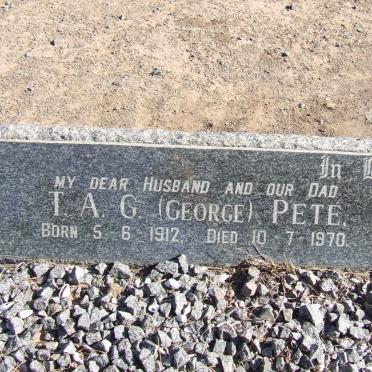 In
MY DEAR HUSBAND AND OUR DAD
T. A. G. (GEORGE) PETE,
BORN 5-6-1912, DIED 10-7-1970.